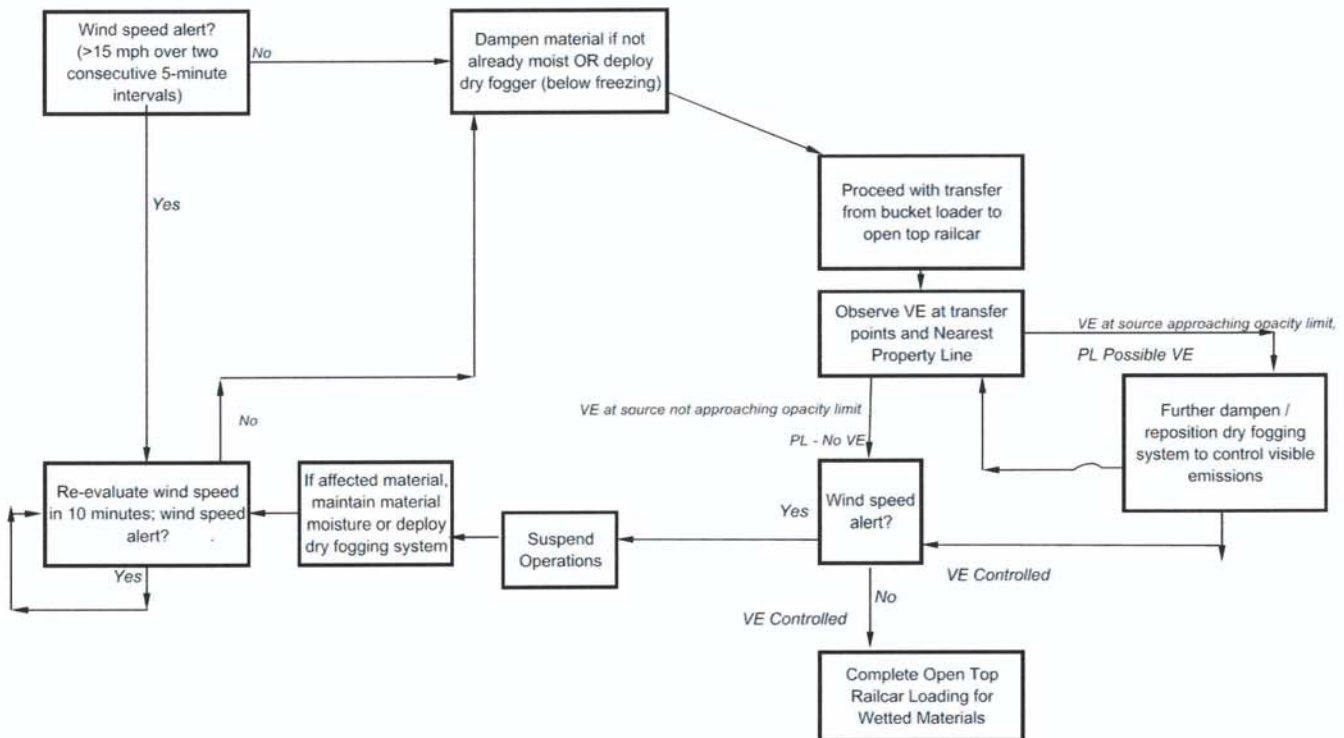 Wind speed alert?
(>15 mph over two
consecutive 5-minute
intervals)
No
Dampen material if not
already moist OR deploy
dry fogger (below freezing)
Yes
Proceed with transfer
from bucket loader to
open top railcar
Observe VE at transfer
points and Nearest
Property Line
VE at source approaching opacity limit,
PL Possible VE
Further dampen /
reposition dry fogging
system to control visible
emissions
VE at source not approaching opacity limit
PL - No VE
No
Re-evaluate wind speed
in 10 minutes; wind speed
alert?
Yes
If affected material,
maintain material
moisture or deploy
dry fogging system
Suspend
Operations
Yes
Wind speed
alert?
VE Controlled
No
VE Controlled
Complete Open Top
Railcar Loading for
Wetted Materials